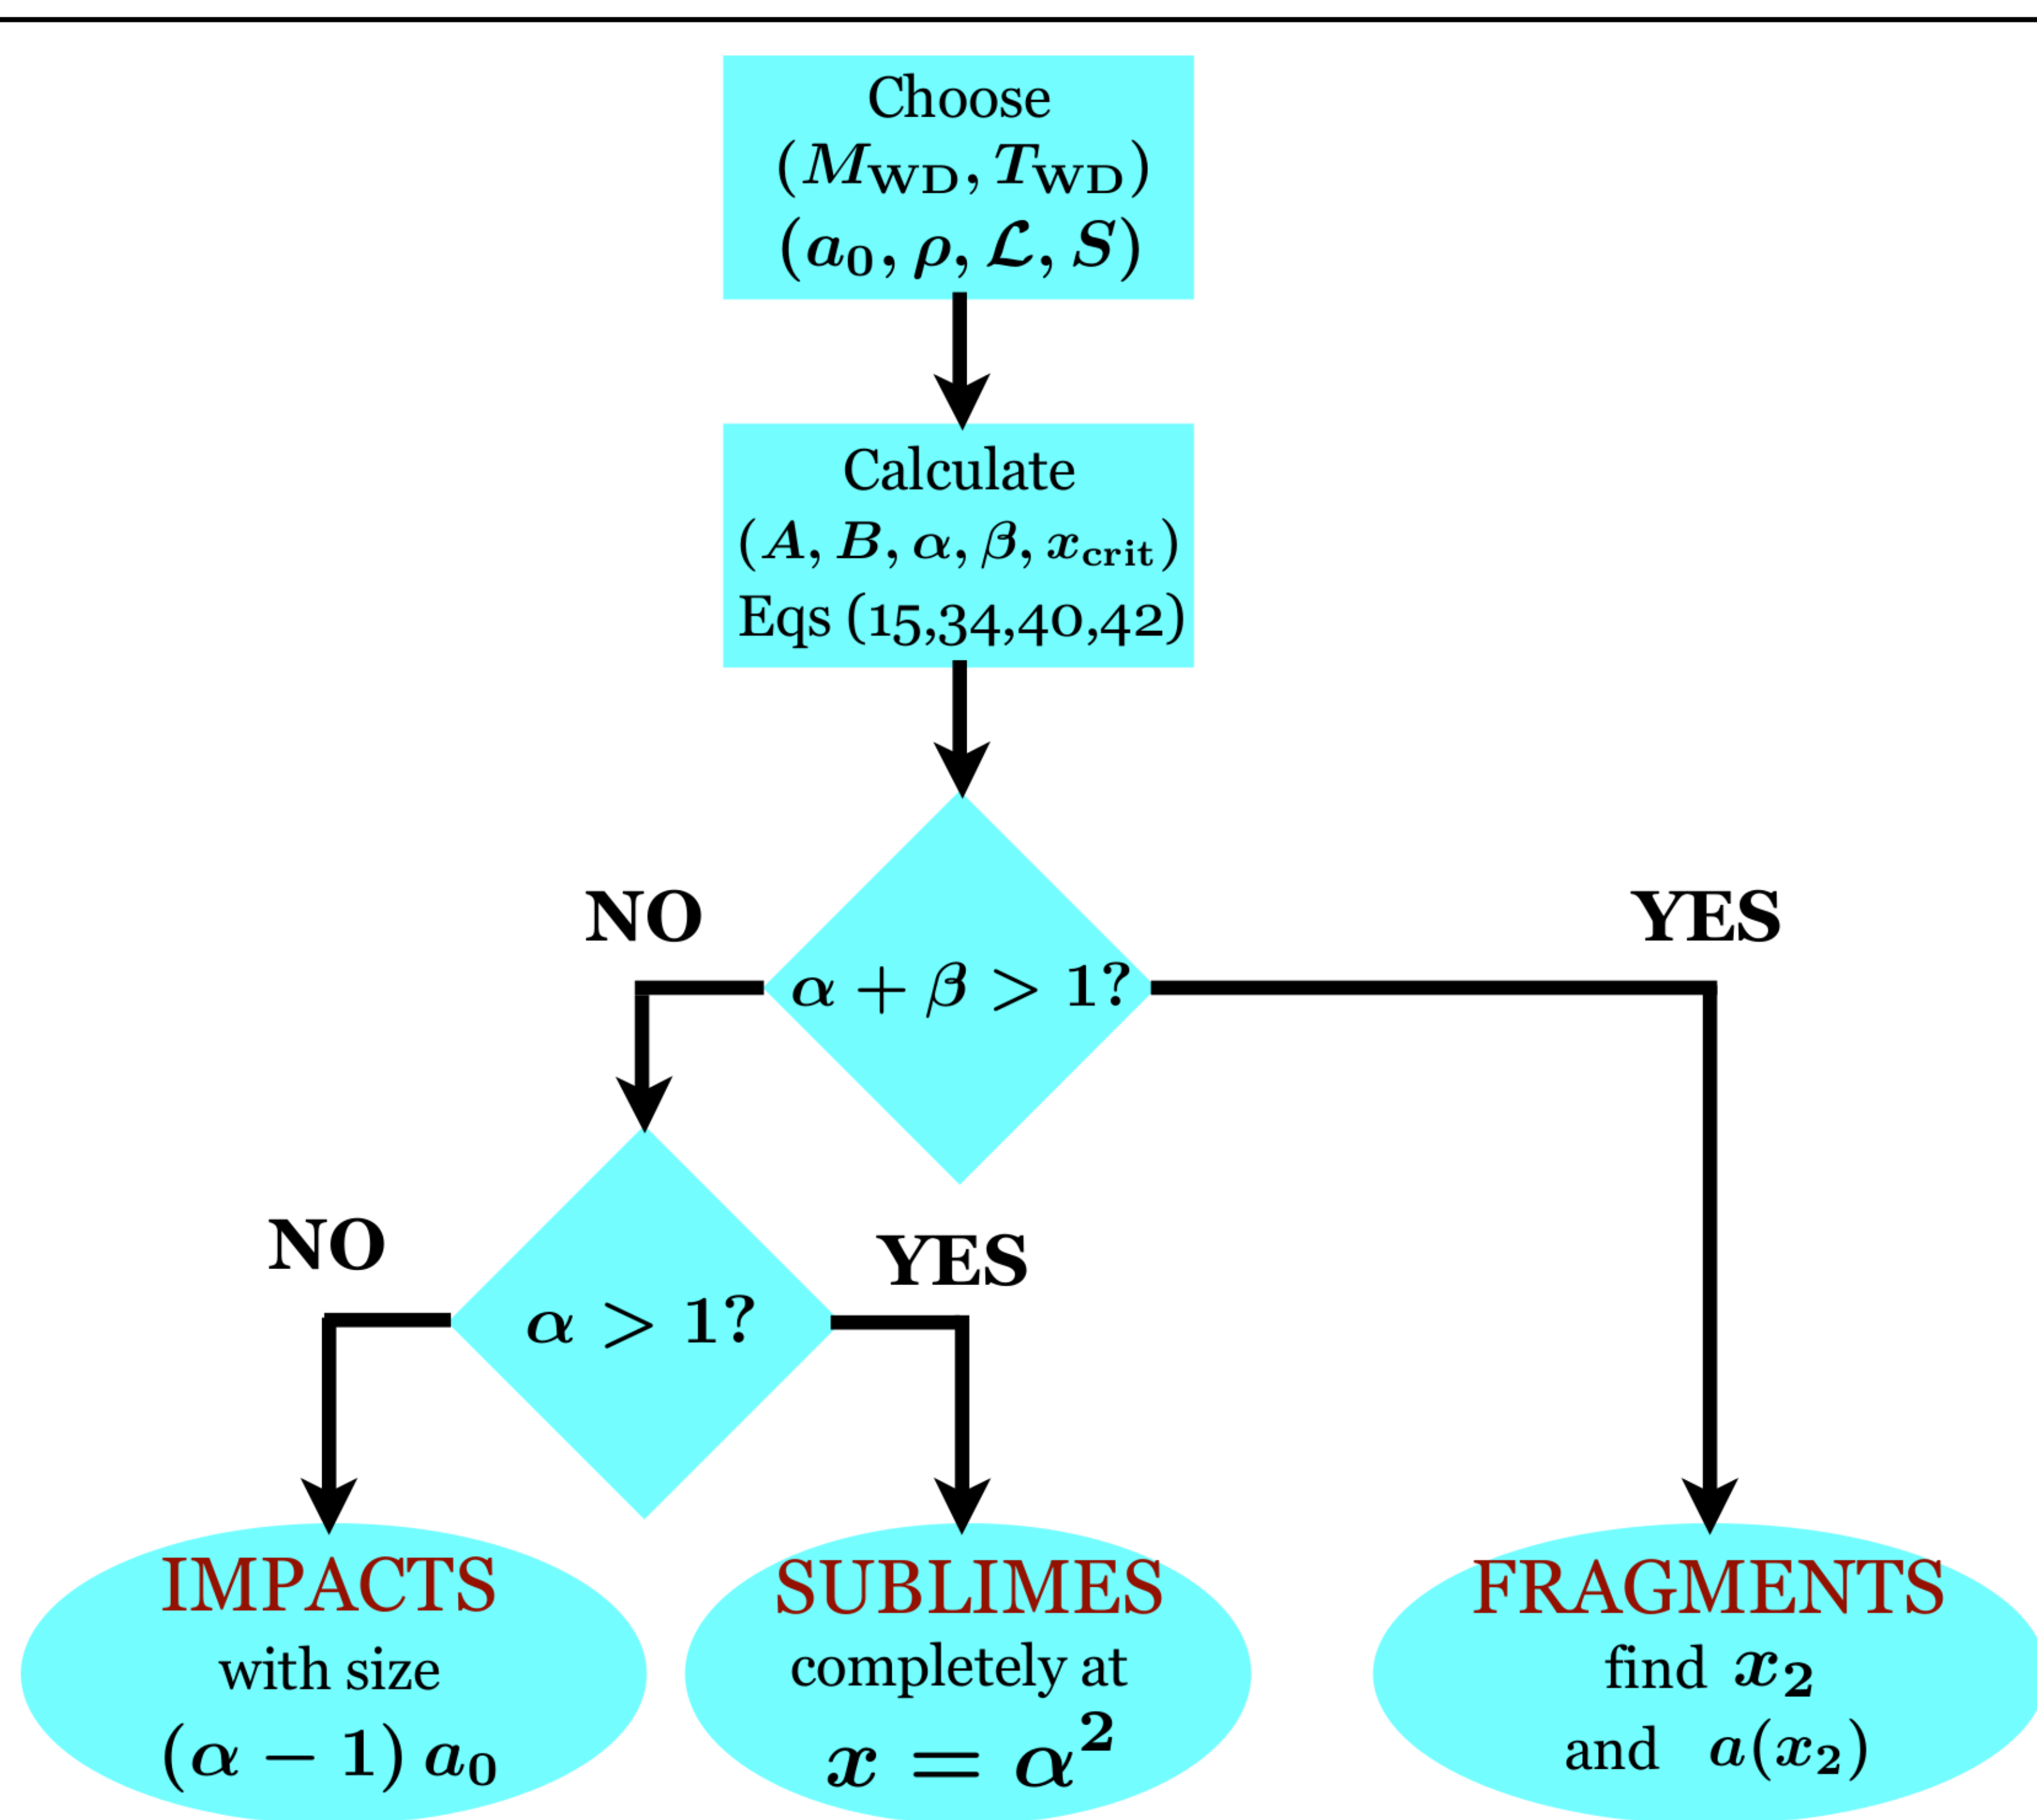 Choose
(M_WD, T_WD)
(a_0, ρ, ℒ, S)
Calculate
(A, B, α, β, x_crit)
Eqs (15,34,40,42)
NO
YES
α + β > 1?
NO
YES
α > 1?
IMPACTS
with size
(α − 1) a_0
SUBLIMES
completely at
x = α^2
FRAGMENTS
find x_2
and a(x_2)